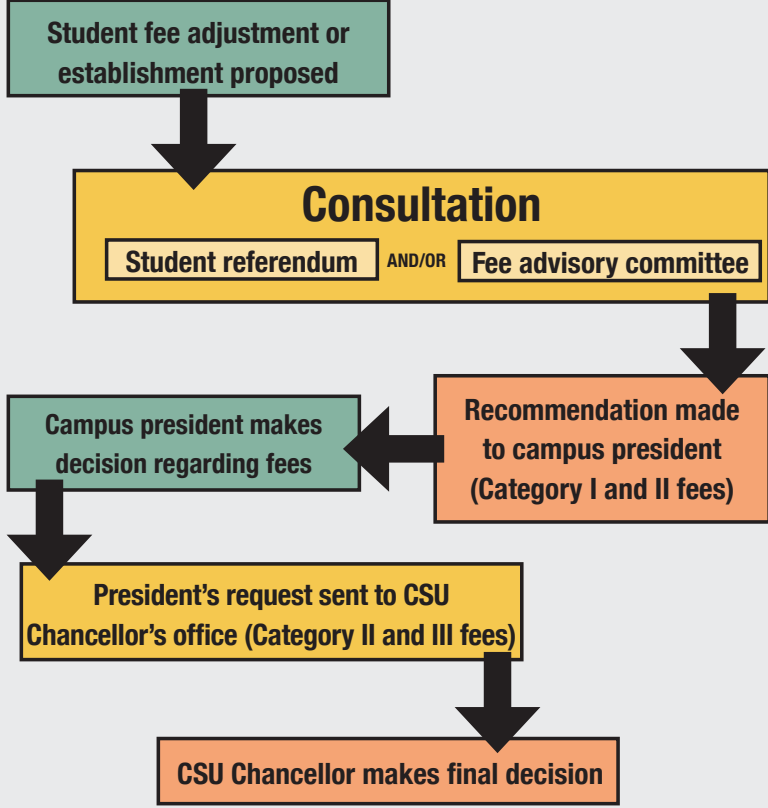 Student fee adjustment or
establishment proposed
Consultation
Student referendum AND/OR Fee advisory committee
Recommendation made
to campus president
(Category I and II fees)
Campus president makes
decision regarding fees
President’s request sent to CSU
Chancellor’s office (Category II and III fees)
CSU Chancellor makes final decision